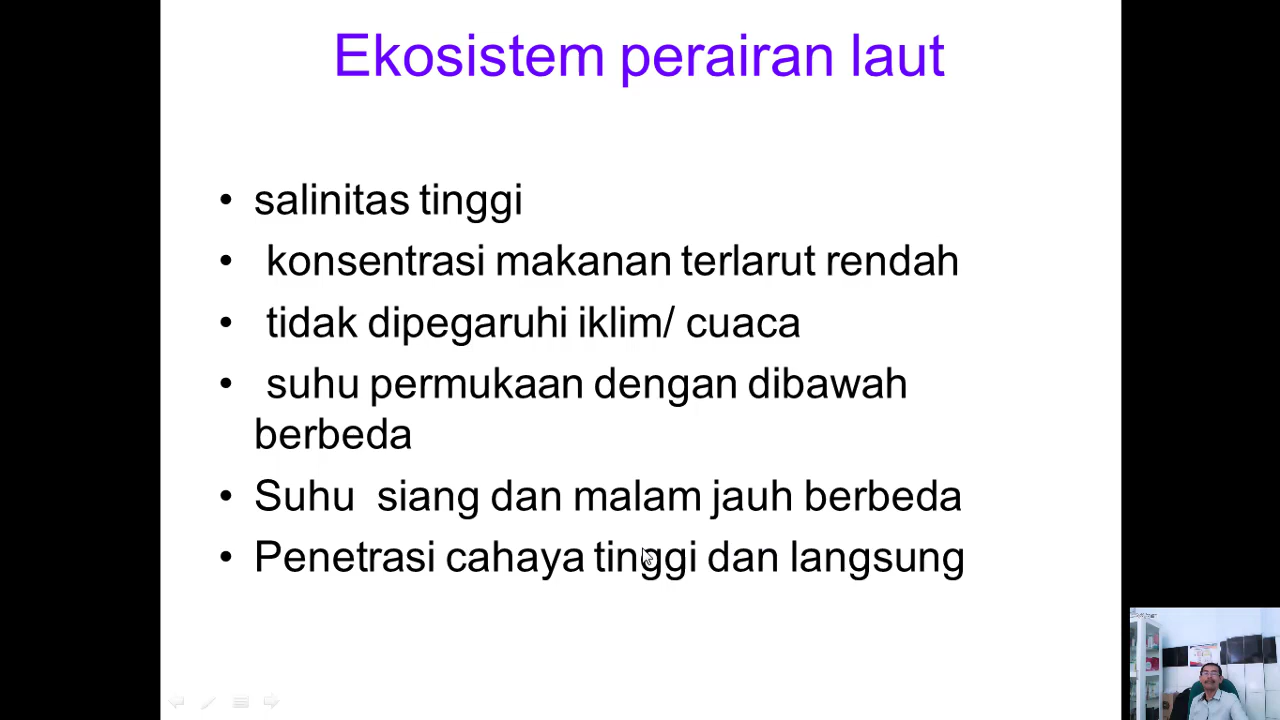 Ekosistem perairan laut
• salinitas tinggi
• konsentrasi makanan terlarut rendah
• tidak dipegaruhi iklim/ cuaca
• suhu permukaan dengan dibawah
berbeda
• Suhu siang dan malam jauh berbeda
• Penetrasi cahaya tinggi dan langsung